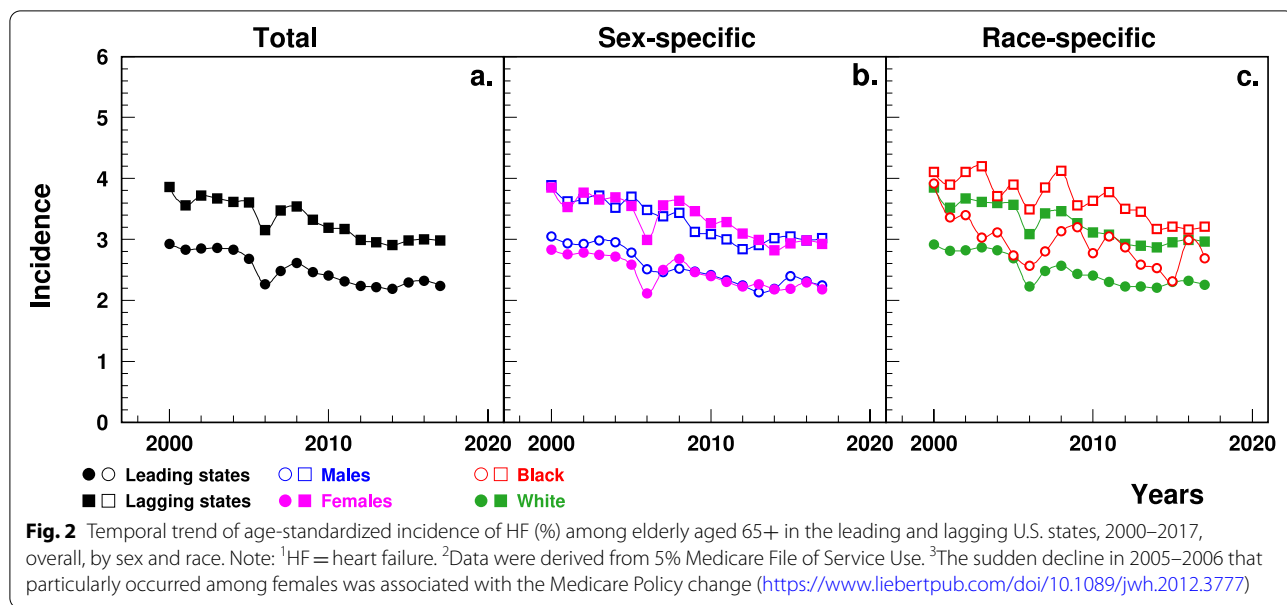 Total Sex-specific Race-specific
a. b. c.
Incidence
6
5
4
3
2
1
0
2000 2010 2020 2000 2010 2020 2000 2010 2020
Leading states Males Black
Lagging states Females White
Years
Fig. 2 Temporal trend of age-standardized incidence of HF (%) among elderly aged 65+ in the leading and lagging U.S. states, 2000–2017,
overall, by sex and race. Note: ¹HF = heart failure. ²Data were derived from 5% Medicare File of Service Use. ³The sudden decline in 2005–2006 that
particularly occurred among females was associated with the Medicare Policy change (https://www.liebertpub.com/doi/10.1089/jwh.2012.3777)